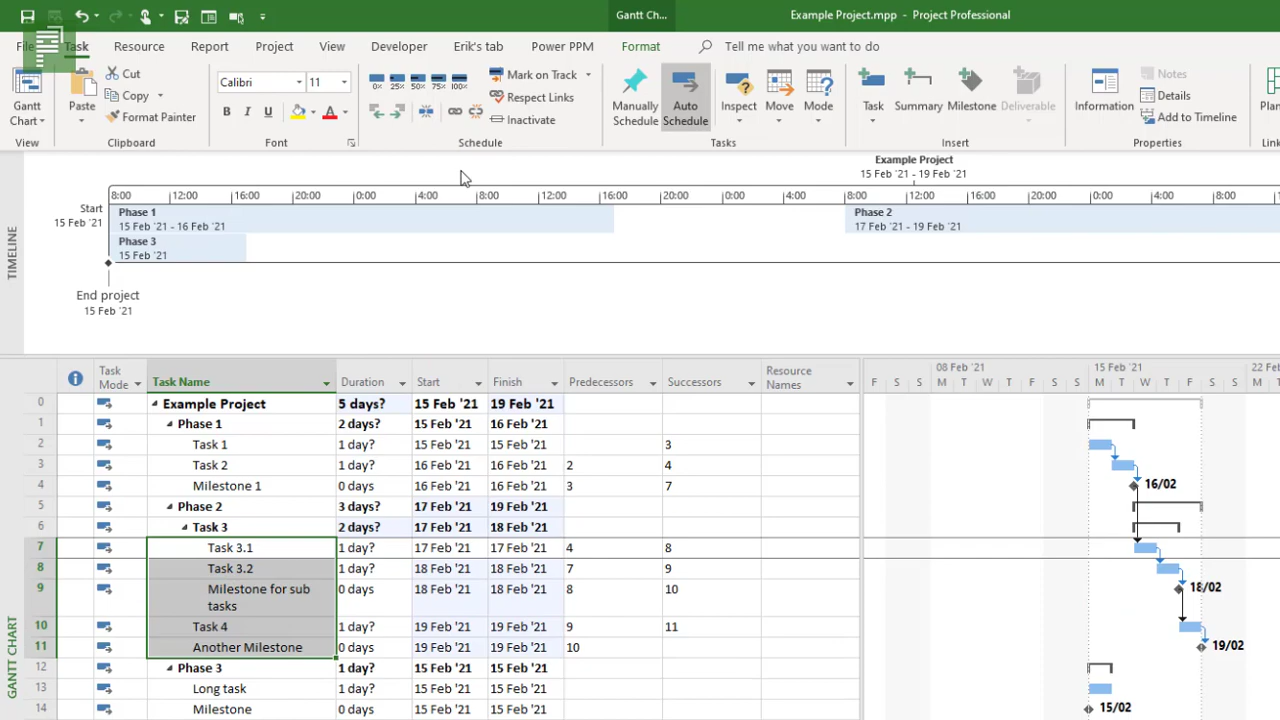 Gantt Ch...
Example Project.mpp - Project Professional
File Task Resource Report Project View Developer Erik's tab Power PPM Format Tell me what you want to do
Gantt Chart
View
Paste
Cut
Copy
Format Painter
Clipboard
Calibri 11
B I U A
Font
0% 25% 50% 75% 100%
Mark on Track
Respect Links
Inactivate
Schedule
Manually Schedule
Auto Schedule
Inspect
Move
Mode
Tasks
Task
Summary
Milestone
Deliverable
Insert
Information
Notes
Details
Add to Timeline
Properties
TIMELINE
Example Project
15 Feb '21 - 19 Feb '21
8:00 12:00 16:00 20:00 0:00 4:00 8:00 12:00 16:00 20:00 0:00 4:00 8:00 12:00 16:00 20:00 0:00 4:00 8:00
Start
15 Feb '21
Phase 1
15 Feb '21 - 16 Feb '21
Phase 2
17 Feb '21 - 19 Feb '21
Phase 3
15 Feb '21
End project
15 Feb '21
GANTT CHART
Task Mode Task Name Duration Start Finish Predecessors Successors Resource Names
08 Feb '21 15 Feb '21 22 Feb
F S S M T W T F S S M T W T F S S M T
0 Example Project 5 days? 15 Feb '21 19 Feb '21
1 Phase 1 2 days? 15 Feb '21 16 Feb '21
2 Task 1 1 day? 15 Feb '21 15 Feb '21 3
3 Task 2 1 day? 16 Feb '21 16 Feb '21 2 4
4 Milestone 1 0 days 16 Feb '21 16 Feb '21 3 7 16/02
5 Phase 2 3 days? 17 Feb '21 19 Feb '21
6 Task 3 2 days? 17 Feb '21 18 Feb '21
7 Task 3.1 1 day? 17 Feb '21 17 Feb '21 4 8
8 Task 3.2 1 day? 18 Feb '21 18 Feb '21 7 9
9 Milestone for sub tasks 0 days 18 Feb '21 18 Feb '21 8 10 18/02
10 Task 4 1 day? 19 Feb '21 19 Feb '21 9 11
11 Another Milestone 0 days 19 Feb '21 19 Feb '21 10 19/02
12 Phase 3 1 day? 15 Feb '21 15 Feb '21
13 Long task 1 day? 15 Feb '21 15 Feb '21
14 Milestone 0 days 15 Feb '21 15 Feb '21 15/02